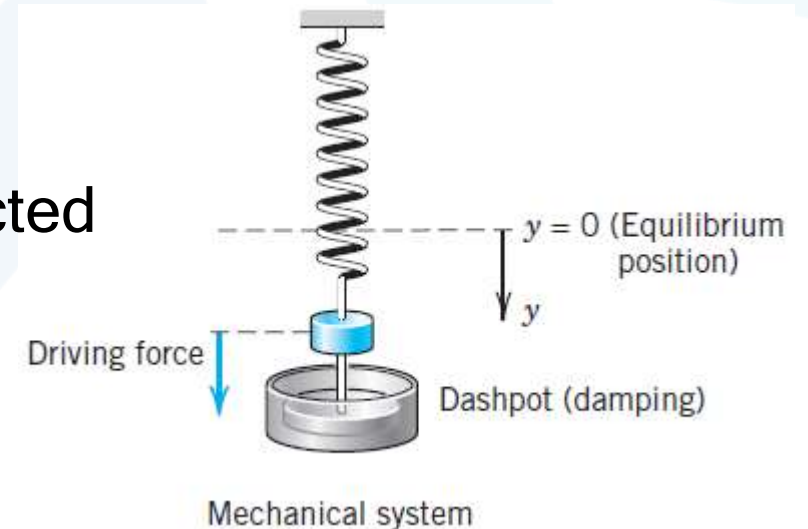 cted
y = 0 (Equilibrium
position)
y
Driving force
Dashpot (damping)
Mechanical system